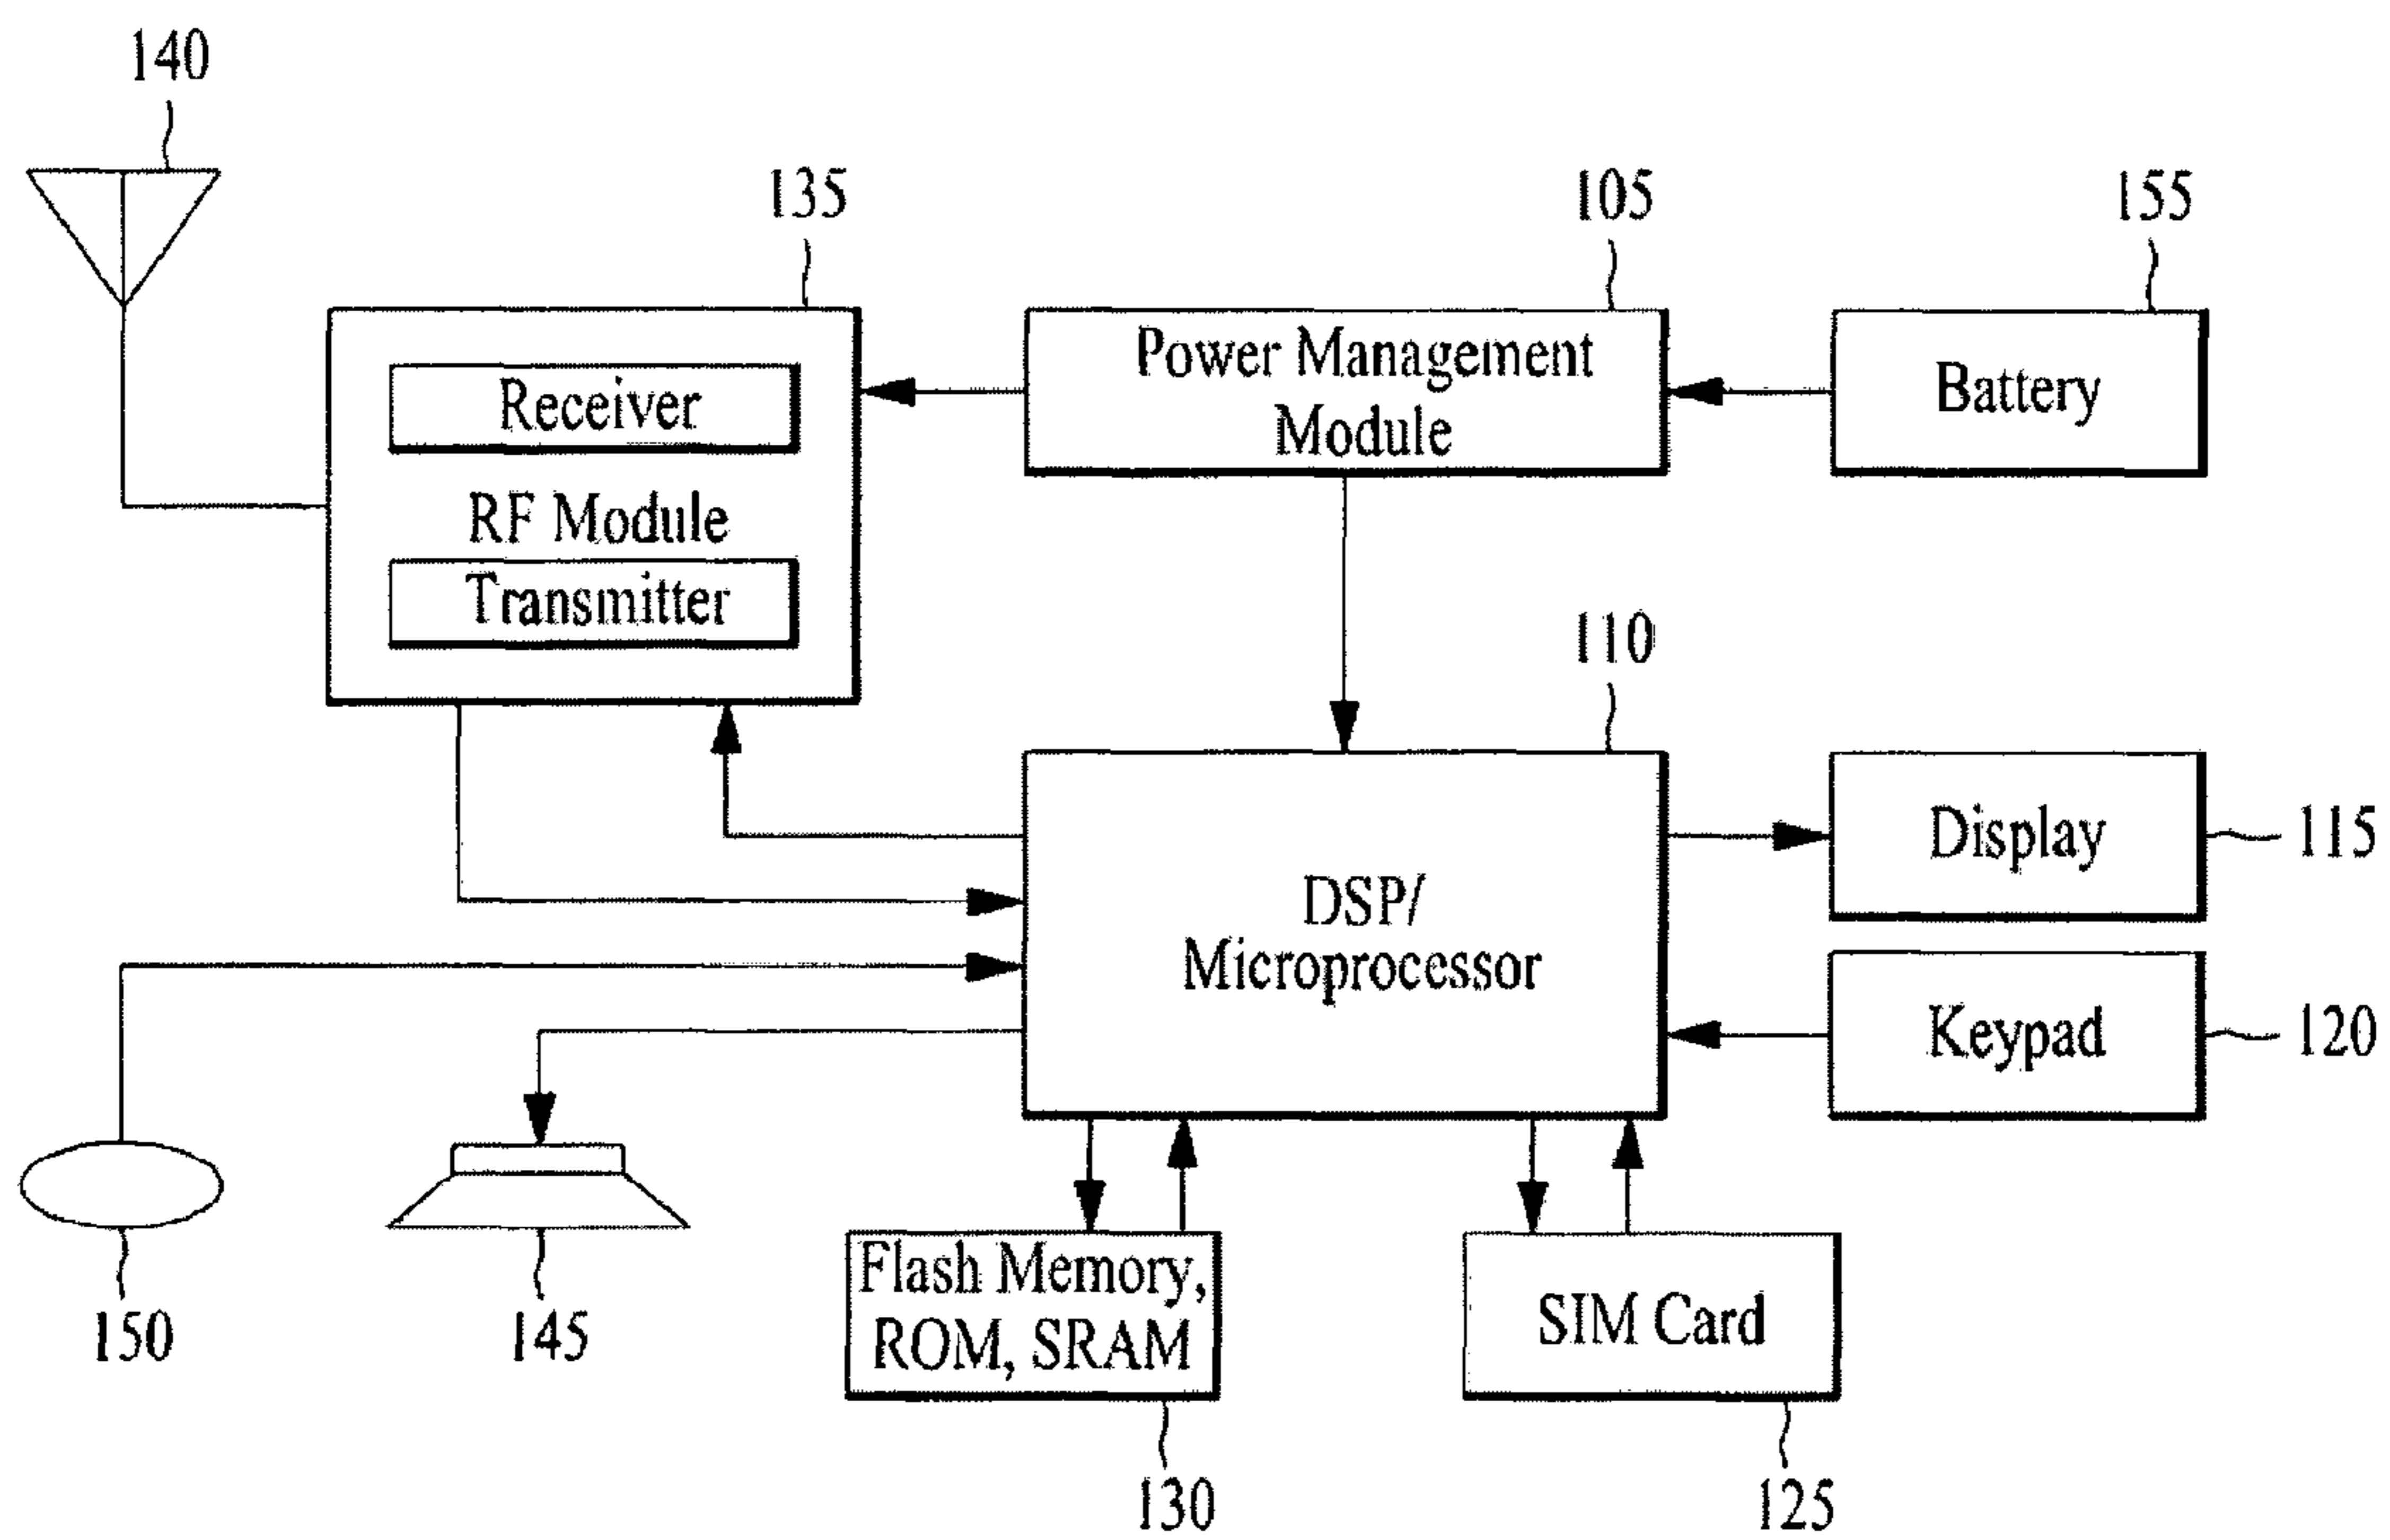 140
135
105
155
Receiver
RF Module
Transmitter
Power Management
Module
Battery
110
DSP/
Microprocessor
Display
115
Keypad
120
150
145
Flash Memory,
ROM, SRAM
SIM Card
130
125